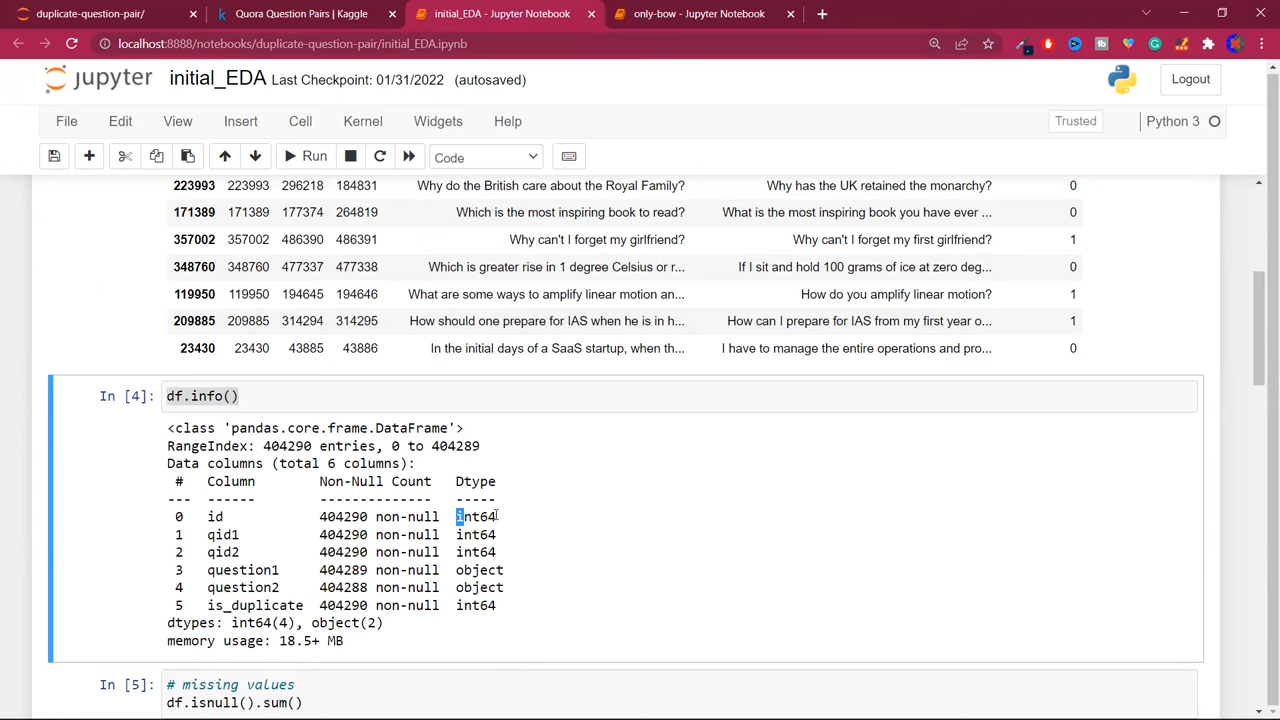 duplicate-question-pair/
Quora Question Pairs | Kaggle
initial_EDA - Jupyter Notebook
only-bow - Jupyter Notebook
localhost:8888/notebooks/duplicate-question-pair/initial_EDA.ipynb
jupyter initial_EDA Last Checkpoint: 01/31/2022 (autosaved)
Logout
File Edit View Insert Cell Kernel Widgets Help
Trusted
Python 3
Run
Code
223993 223993 296218 184831 Why do the British care about the Royal Family? Why has the UK retained the monarchy? 0
171389 171389 177374 264819 Which is the most inspiring book to read? What is the most inspiring book you have ever ... 0
357002 357002 486390 486391 Why can't I forget my girlfriend? Why can't I forget my first girlfriend? 1
348760 348760 477337 477338 Which is greater rise in 1 degree Celsius or r... If I sit and hold 100 grams of ice at zero deg... 0
119950 119950 194645 194646 What are some ways to amplify linear motion an... How do you amplify linear motion? 1
209885 209885 314294 314295 How should one prepare for IAS when he is in h... How can I prepare for IAS from my first year o... 1
23430 23430 43885 43886 In the initial days of a SaaS startup, when th... I have to manage the entire operations and pro... 0
In [4]: df.info()
<class 'pandas.core.frame.DataFrame'>
RangeIndex: 404290 entries, 0 to 404289
Data columns (total 6 columns):
# Column Non-Null Count Dtype
--- ------ -------------- -----
0 id 404290 non-null int64
1 qid1 404290 non-null int64
2 qid2 404290 non-null int64
3 question1 404289 non-null object
4 question2 404288 non-null object
5 is_duplicate 404290 non-null int64
dtypes: int64(4), object(2)
memory usage: 18.5+ MB
In [5]: # missing values
df.isnull().sum()